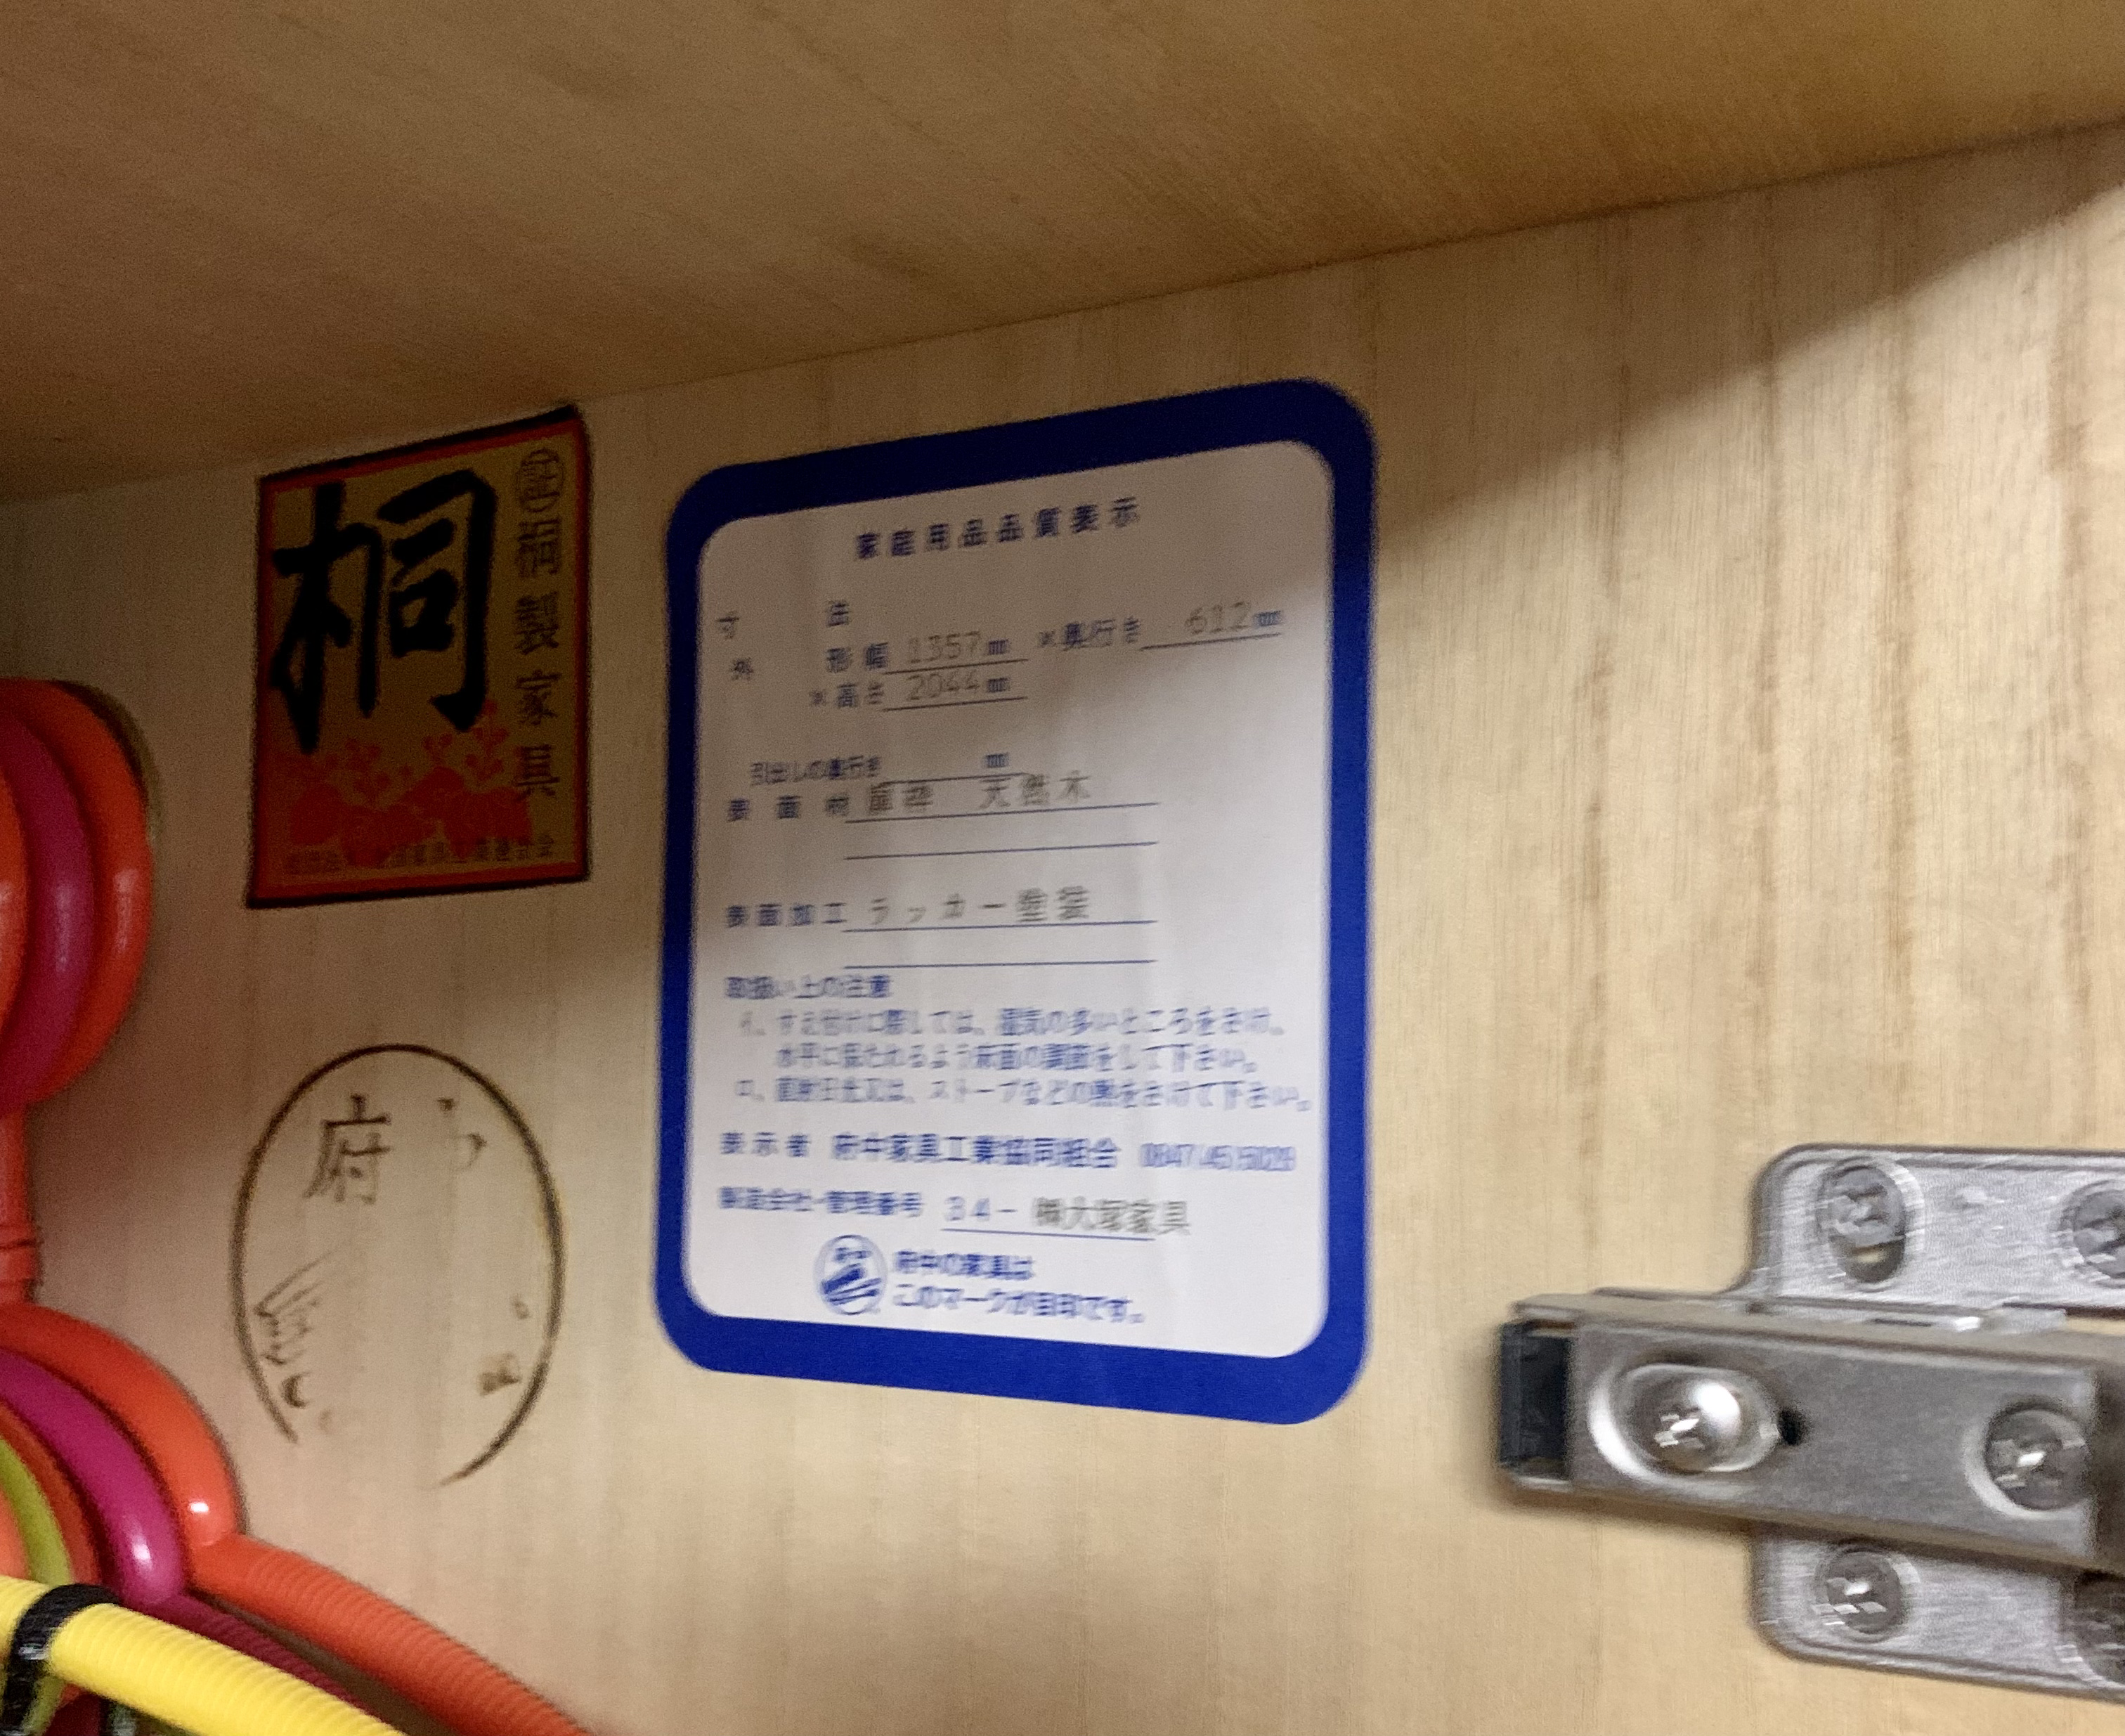 桐
証 桐製家具
家庭用品品質表示
寸 法
外 形 幅 1357㎜ ×奥行き 612㎜
×高さ 2044㎜
引出しの奥行き ㎜
表面材 扉枠 天然木
表面加工 ラッカー塗装
取扱い上の注意
イ、すえ付けに際しては、湿気の多いところをさけ、
水平に保たれるよう床面の調節をして下さい。
ロ、直射日光又は、ストーブなどの熱をさけて下さい。
表示者 府中家具工業協同組合
製造会社・管理番号 34- ㈱大塚家具
府中の家具は
このマークが目印です。
府